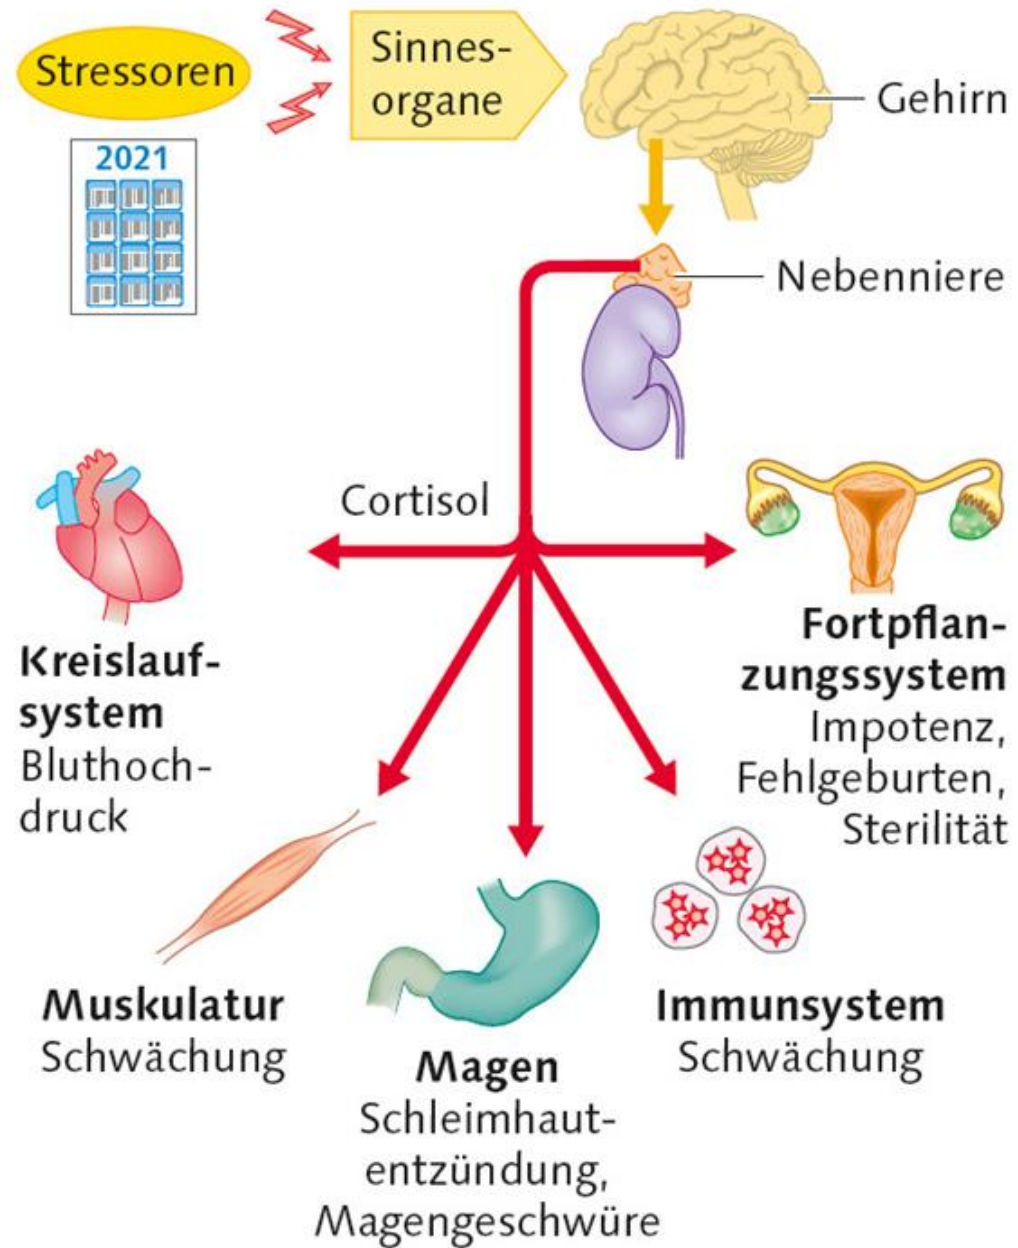 Stressoren
Sinnes-
organe
Gehirn
2021
Nebenniere
Cortisol
Kreislauf-
system
Bluthoch-
druck
Fortpflan-
zungssystem
Impotenz,
Fehlgeburten,
Sterilität
Muskulatur
Schwächung
Magen
Schleimhaut-
entzündung,
Magengeschwüre
Immunsystem
Schwächung